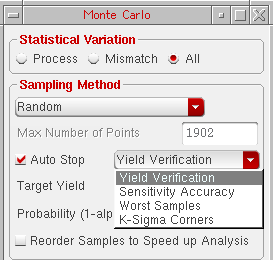 Monte Carlo
Statistical Variation
Process Mismatch All
Sampling Method
Random
Max Number of Points 1902
Auto Stop Yield Verification
Yield Verification
Target Yield Sensitivity Accuracy
Worst Samples
Probability (1-alp K-Sigma Corners
Reorder Samples to Speed up Analysis